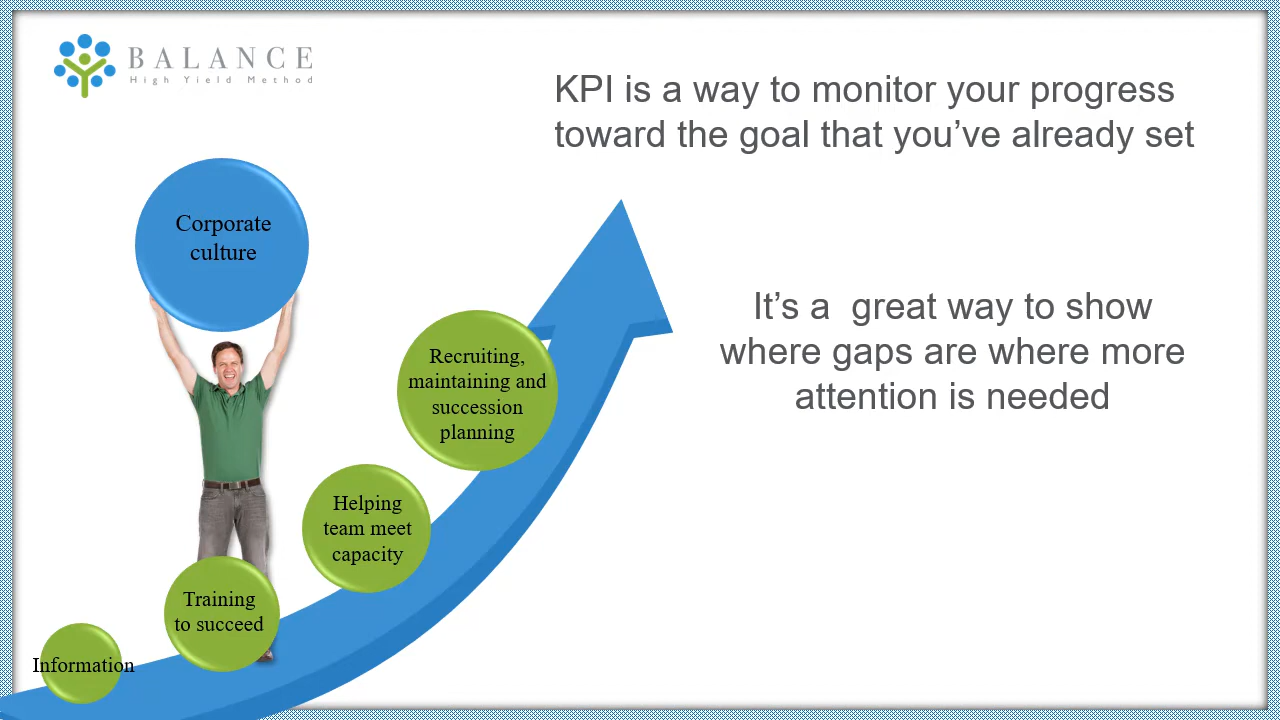 BALANCE
High Yield Method
KPI is a way to monitor your progress
toward the goal that you’ve already set
Corporate
culture
It’s a  great way to show
where gaps are where more
attention is needed
Recruiting,
maintaining and
succession
planning
Helping
team meet
capacity
Training
to succeed
Information